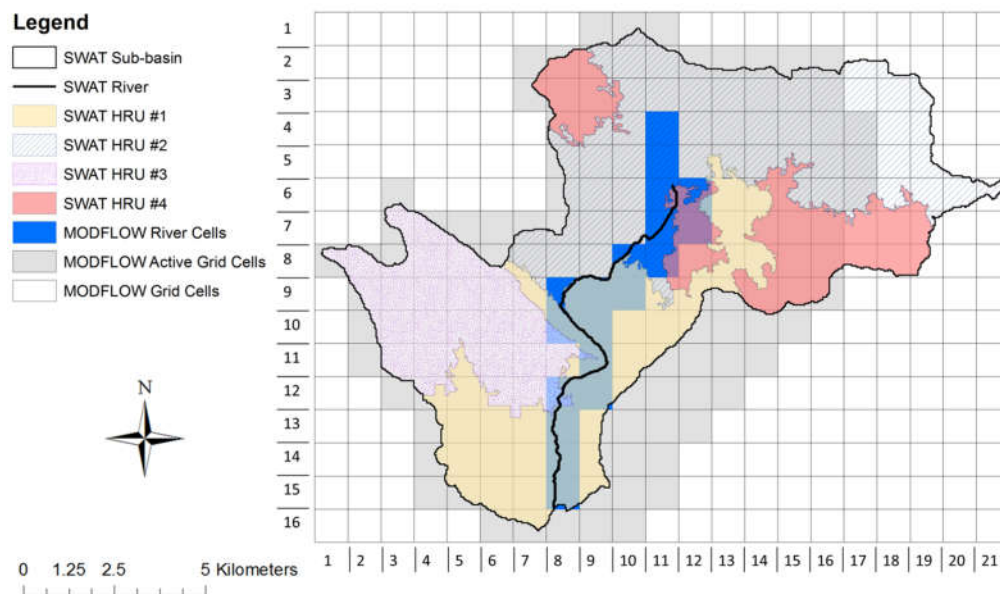 Legend
SWAT Sub-basin
SWAT River
SWAT HRU #1
SWAT HRU #2
SWAT HRU #3
SWAT HRU #4
MODFLOW River Cells
MODFLOW Active Grid Cells
MODFLOW Grid Cells
N
0 1.25 2.5 5 Kilometers
1
2
3
4
5
6
7
8
9
10
11
12
13
14
15
16
1 2 3 4 5 6 7 8 9 10 11 12 13 14 15 16 17 18 19 20 21